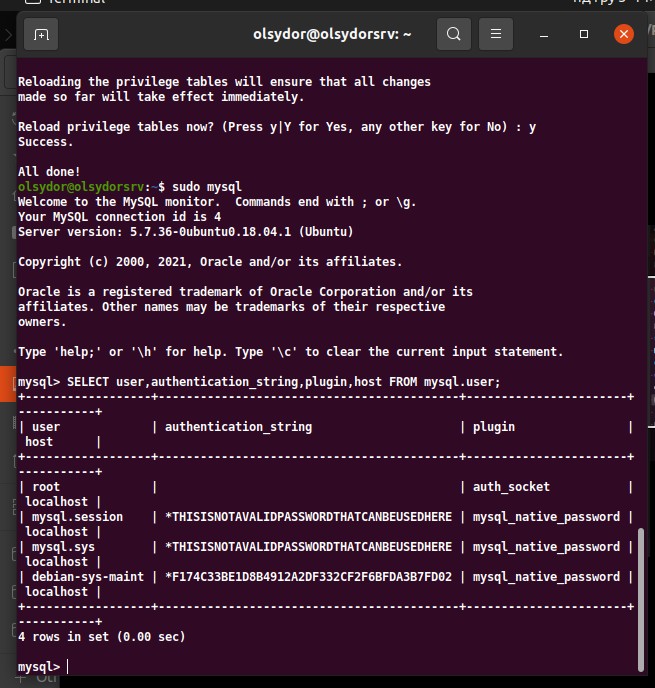 Terminal
olsydor@olsydorsrv: ~
Reloading the privilege tables will ensure that all changes
made so far will take effect immediately.
Reload privilege tables now? (Press y|Y for Yes, any other key for No) : y
Success.
All done!
olsydor@olsydorsrv:~$ sudo mysql
Welcome to the MySQL monitor.  Commands end with ; or \g.
Your MySQL connection id is 4
Server version: 5.7.36-0ubuntu0.18.04.1 (Ubuntu)
Copyright (c) 2000, 2021, Oracle and/or its affiliates.
Oracle is a registered trademark of Oracle Corporation and/or its
affiliates. Other names may be trademarks of their respective
owners.
Type 'help;' or '\h' for help. Type '\c' to clear the current input statement.
mysql> SELECT user,authentication_string,plugin,host FROM mysql.user;
+------------------+-------------------------------------------+-----------------------+
-----------+
| user             | authentication_string                     | plugin                |
 host      |
+------------------+-------------------------------------------+-----------------------+
-----------+
| root             |                                           | auth_socket           |
 localhost |
| mysql.session    | *THISISNOTAVALIDPASSWORDTHATCANBEUSEDHERE | mysql_native_password |
 localhost |
| mysql.sys        | *THISISNOTAVALIDPASSWORDTHATCANBEUSEDHERE | mysql_native_password |
 localhost |
| debian-sys-maint | *F174C33BE1D8B4912A2DF332CF2F6BFDA3B7FD02 | mysql_native_password |
 localhost |
+------------------+-------------------------------------------+-----------------------+
-----------+
4 rows in set (0.00 sec)
mysql>